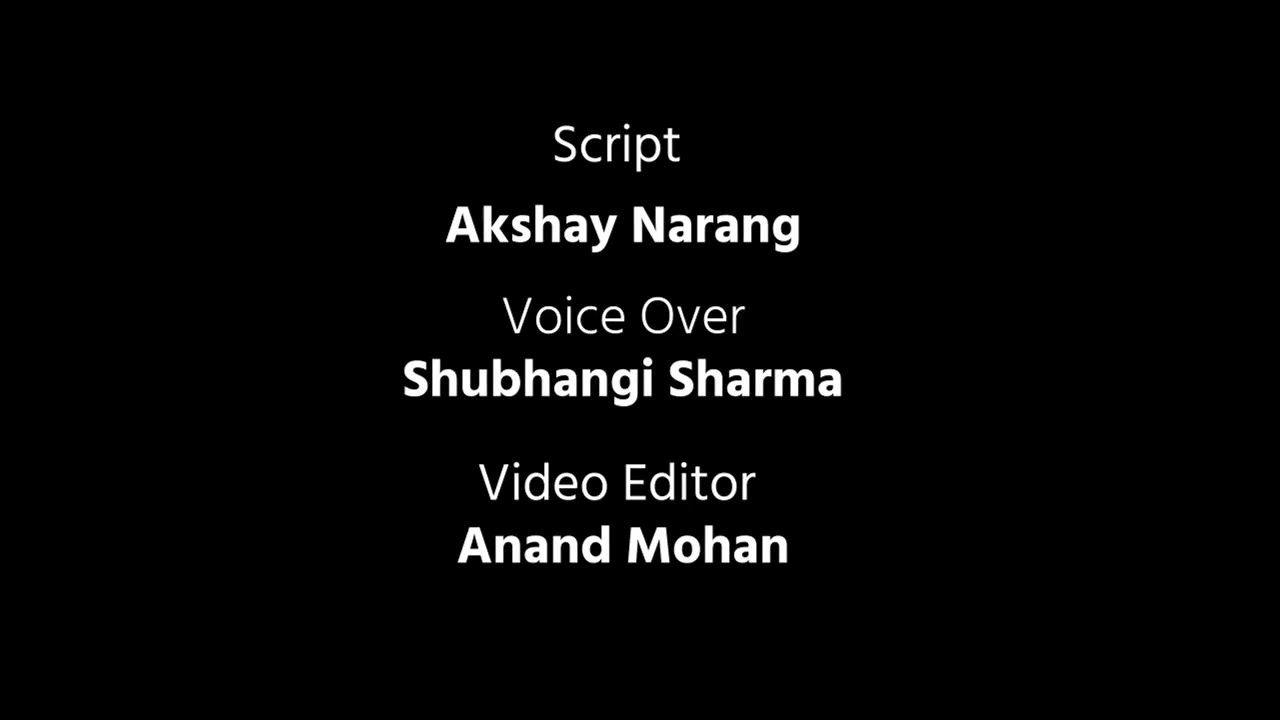 Script
Akshay Narang
Voice Over
Shubhangi Sharma
Video Editor
Anand Mohan